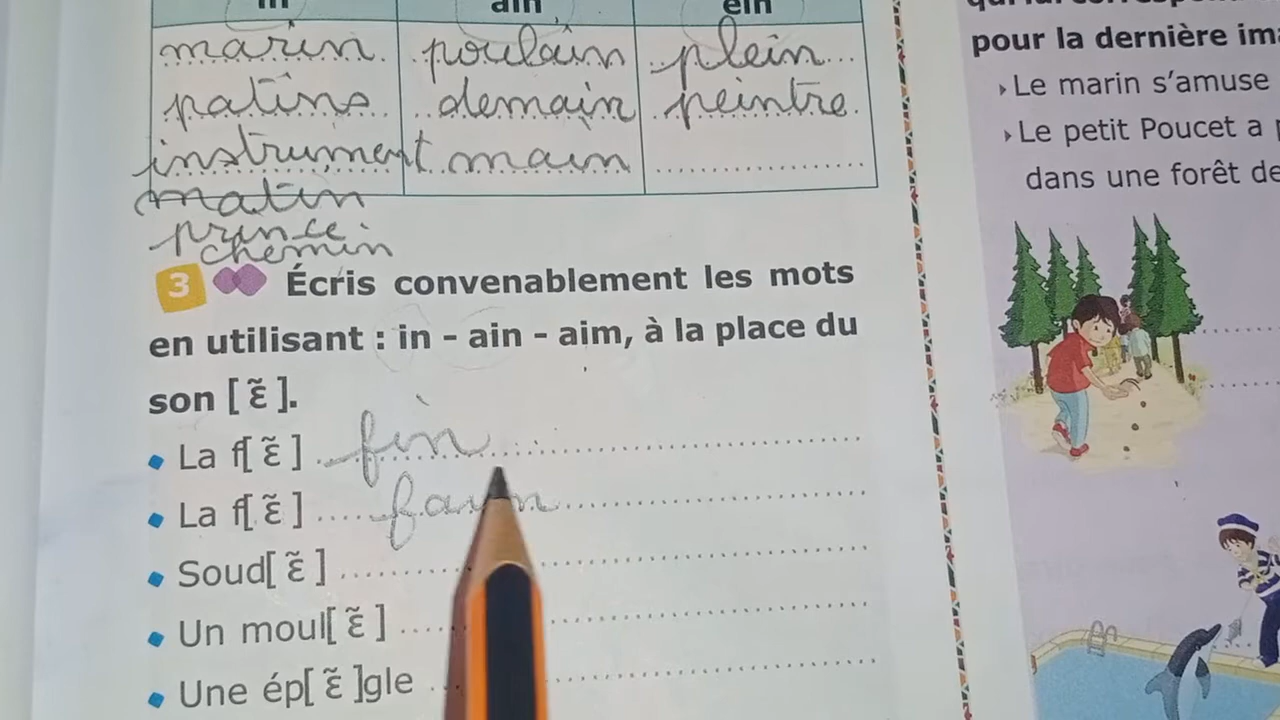 in ain ein
marin poulain plein
patins demain peintre
instrument main
matin
prince
chemin
3 Écris convenablement les mots
en utilisant : in - ain - aim, à la place du
son [ ɛ̃ ].
• La f[ ɛ̃ ] fin
• La f[ ɛ̃ ]
• Soud[ ɛ̃ ]
• Un moul[ ɛ̃ ]
• Une ép[ ɛ̃ ]gle
pour la dernière
Le marin s'amuse
Le petit Poucet a
dans une forêt de